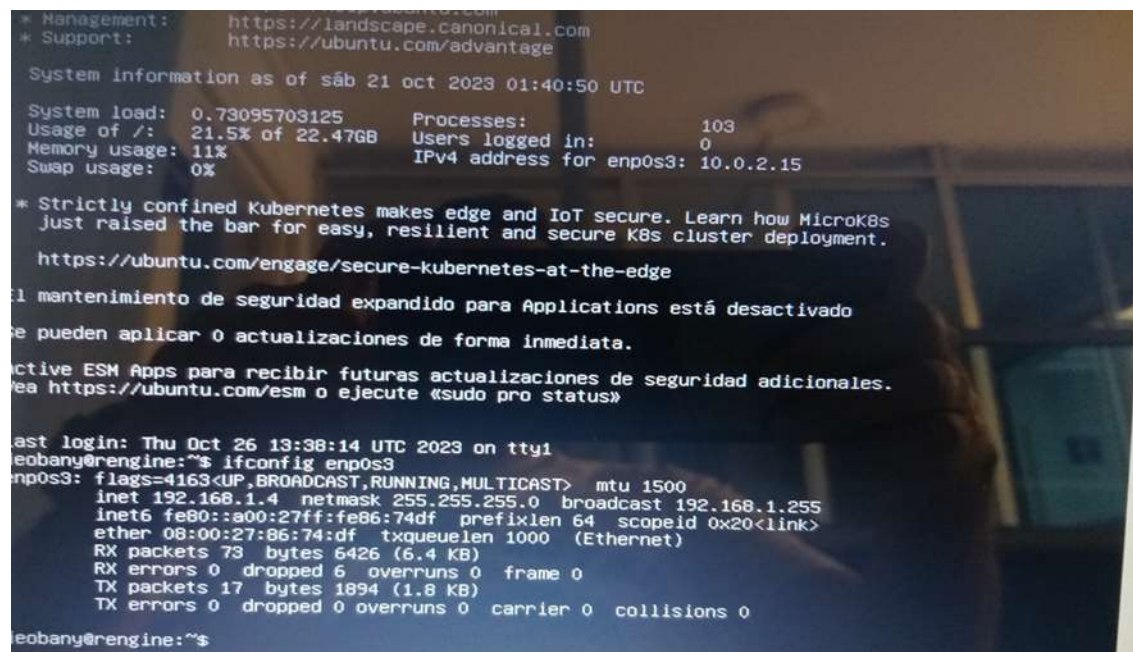 * Management: https://landscape.canonical.com
* Support: https://ubuntu.com/advantage
System information as of sáb 21 oct 2023 01:40:50 UTC
System load: 0.73095703125 Processes: 103
Usage of /: 21.5% of 22.47GB Users logged in: 0
Memory usage: 11% IPv4 address for enp0s3: 10.0.2.15
Swap usage: 0%
* Strictly confined Kubernetes makes edge and IoT secure. Learn how MicroK8s
just raised the bar for easy, resilient and secure K8s cluster deployment.
https://ubuntu.com/engage/secure-kubernetes-at-the-edge
El mantenimiento de seguridad expandido para Applications está desactivado
Se pueden aplicar 0 actualizaciones de forma inmediata.
ctive ESM Apps para recibir futuras actualizaciones de seguridad adicionales.
ea https://ubuntu.com/esm o ejecute «sudo pro status»
ast login: Thu Oct 26 13:38:14 UTC 2023 on tty1
eobany@rengine:~$ ifconfig enp0s3
enp0s3: flags=4163<UP,BROADCAST,RUNNING,MULTICAST> mtu 1500
inet 192.168.1.4 netmask 255.255.255.0 broadcast 192.168.1.255
inet6 fe80::a00:27ff:fe86:74df prefixlen 64 scopeid 0x20<link>
ether 08:00:27:86:74:df txqueuelen 1000 (Ethernet)
RX packets 73 bytes 6426 (6.4 KB)
RX errors 0 dropped 6 overruns 0 frame 0
TX packets 17 bytes 1894 (1.8 KB)
TX errors 0 dropped 0 overruns 0 carrier 0 collisions 0
eobany@rengine:~$